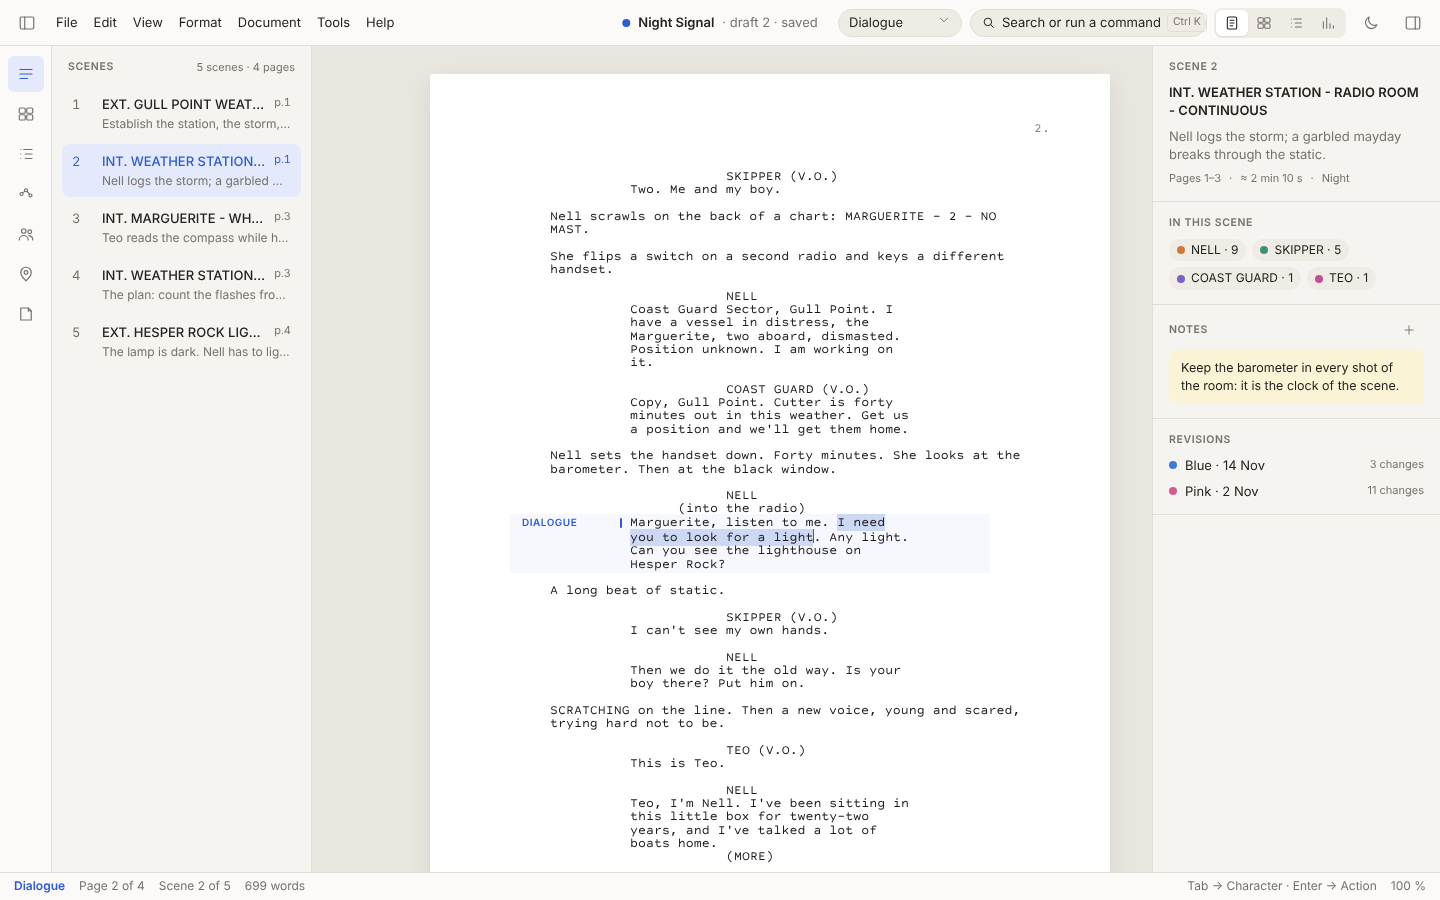 File Edit View Format Document Tools Help
Night Signal · draft 2 · saved
Dialogue
Search or run a command Ctrl K
SCENES 5 scenes · 4 pages
1 EXT. GULL POINT WEAT... p.1
Establish the station, the storm,...
2 INT. WEATHER STATION... p.1
Nell logs the storm; a garbled ...
3 INT. MARGUERITE - WH... p.3
Teo reads the compass while h...
4 INT. WEATHER STATION... p.3
The plan: count the flashes fro...
5 EXT. HESPER ROCK LIG... p.4
The lamp is dark. Nell has to lig...
2.
SKIPPER (V.O.)
Two. Me and my boy.
Nell scrawls on the back of a chart: MARGUERITE – 2 – NO
MAST.
She flips a switch on a second radio and keys a different
handset.
NELL
Coast Guard Sector, Gull Point. I
have a vessel in distress, the
Marguerite, two aboard, dismasted.
Position unknown. I am working on
it.
COAST GUARD (V.O.)
Copy, Gull Point. Cutter is forty
minutes out in this weather. Get us
a position and we'll get them home.
Nell sets the handset down. Forty minutes. She looks at the
barometer. Then at the black window.
NELL
(into the radio)
DIALOGUE Marguerite, listen to me. I need
you to look for a light. Any light.
Can you see the lighthouse on
Hesper Rock?
A long beat of static.
SKIPPER (V.O.)
I can't see my own hands.
NELL
Then we do it the old way. Is your
boy there? Put him on.
SCRATCHING on the line. Then a new voice, young and scared,
trying hard not to be.
TEO (V.O.)
This is Teo.
NELL
Teo, I'm Nell. I've been sitting in
this little box for twenty-two
years, and I've talked a lot of
boats home.
(MORE)
SCENE 2
INT. WEATHER STATION - RADIO ROOM
- CONTINUOUS
Nell logs the storm; a garbled mayday
breaks through the static.
Pages 1–3 · ≈ 2 min 10 s · Night
IN THIS SCENE
NELL · 9 SKIPPER · 5
COAST GUARD · 1 TEO · 1
NOTES
Keep the barometer in every shot of
the room: it is the clock of the scene.
REVISIONS
Blue · 14 Nov 3 changes
Pink · 2 Nov 11 changes
Dialogue Page 2 of 4 Scene 2 of 5 699 words
Tab → Character · Enter → Action 100 %